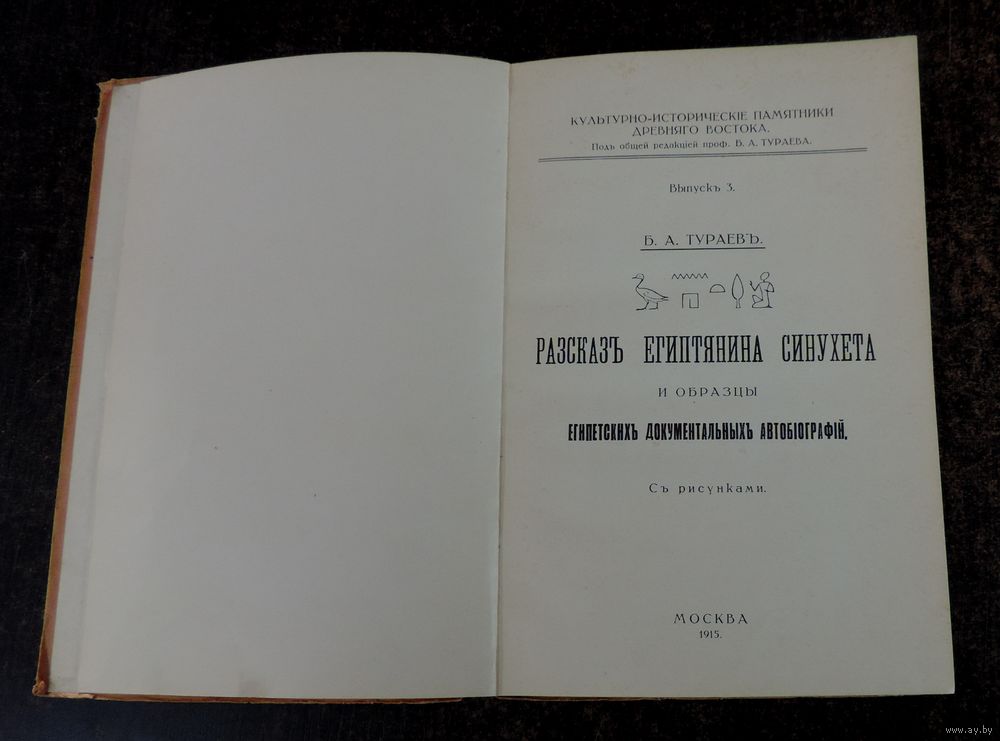 КУЛЬТУРНО-ИСТОРИЧЕСКІЕ ПАМЯТНИКИ
ДРЕВНЯГО ВОСТОКА.
Подъ общей редакціей проф. Б. А. ТУРАЕВА.
Выпускъ 3.
Б. А. ТУРАЕВЪ.
РАЗСКАЗЪ ЕГИПТЯНИНА СИНУХЕТА
И ОБРАЗЦЫ
ЕГИПЕТСКИХЪ ДОКУМЕНТАЛЬНЫХЪ АВТОБІОГРАФІЙ.
Съ рисунками.
МОСКВА
1915.
www.ay.by